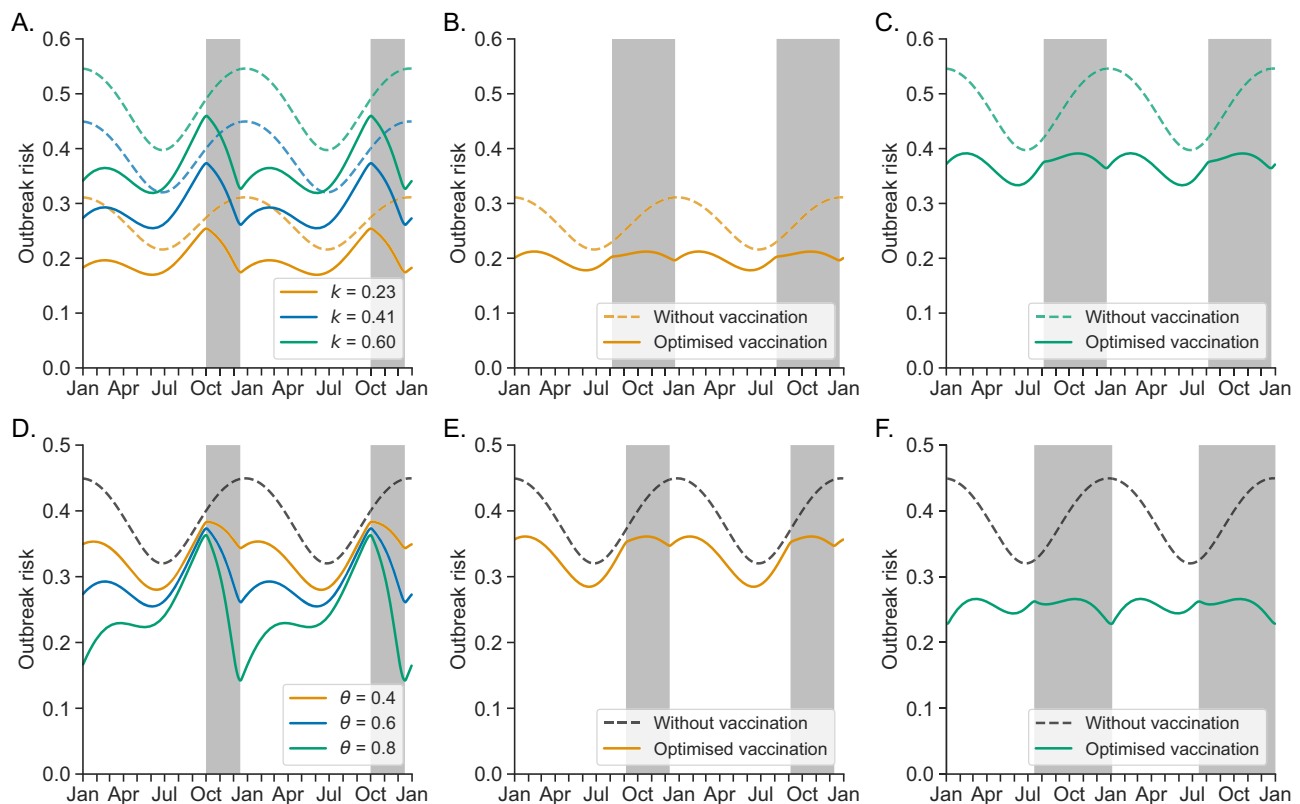 A.
Outbreak risk
0.6
0.5
0.4
0.3
0.2
0.1
0.0
k = 0.23
k = 0.41
k = 0.60
Jan Apr Jul Oct Jan Apr Jul Oct Jan
B.
Outbreak risk
0.6
0.5
0.4
0.3
0.2
0.1
0.0
Without vaccination
Optimised vaccination
Jan Apr Jul Oct Jan Apr Jul Oct Jan
C.
Outbreak risk
0.6
0.5
0.4
0.3
0.2
0.1
0.0
Without vaccination
Optimised vaccination
Jan Apr Jul Oct Jan Apr Jul Oct Jan
D.
Outbreak risk
0.5
0.4
0.3
0.2
0.1
0.0
θ = 0.4
θ = 0.6
θ = 0.8
Jan Apr Jul Oct Jan Apr Jul Oct Jan
E.
Outbreak risk
0.5
0.4
0.3
0.2
0.1
0.0
Without vaccination
Optimised vaccination
Jan Apr Jul Oct Jan Apr Jul Oct Jan
F.
Outbreak risk
0.5
0.4
0.3
0.2
0.1
0.0
Without vaccination
Optimised vaccination
Jan Apr Jul Oct Jan Apr Jul Oct Jan